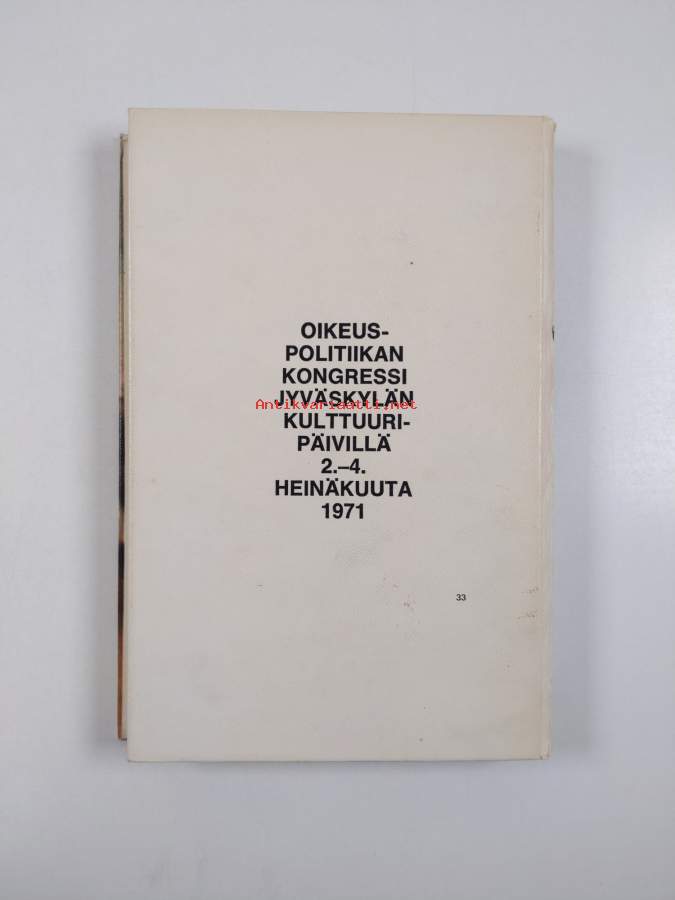 OIKEUS-
POLITIIKAN
KONGRESSI
JYVÄSKYLÄN
Antikvariaatti.net
KULTTUURI-
PÄIVILLÄ
2.–4.
HEINÄKUUTA
1971
33